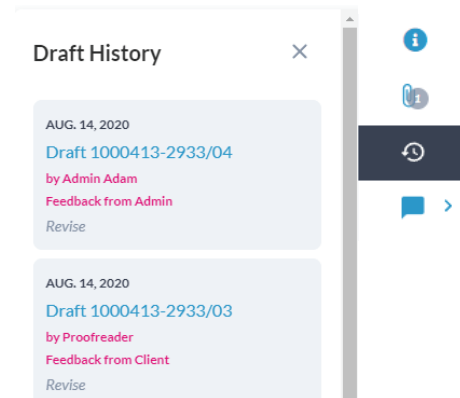 Draft History
AUG. 14, 2020
Draft 1000413-2933/04
by Admin Adam
Feedback from Admin
Revise
AUG. 14, 2020
Draft 1000413-2933/03
by Proofreader
Feedback from Client
Revise
1